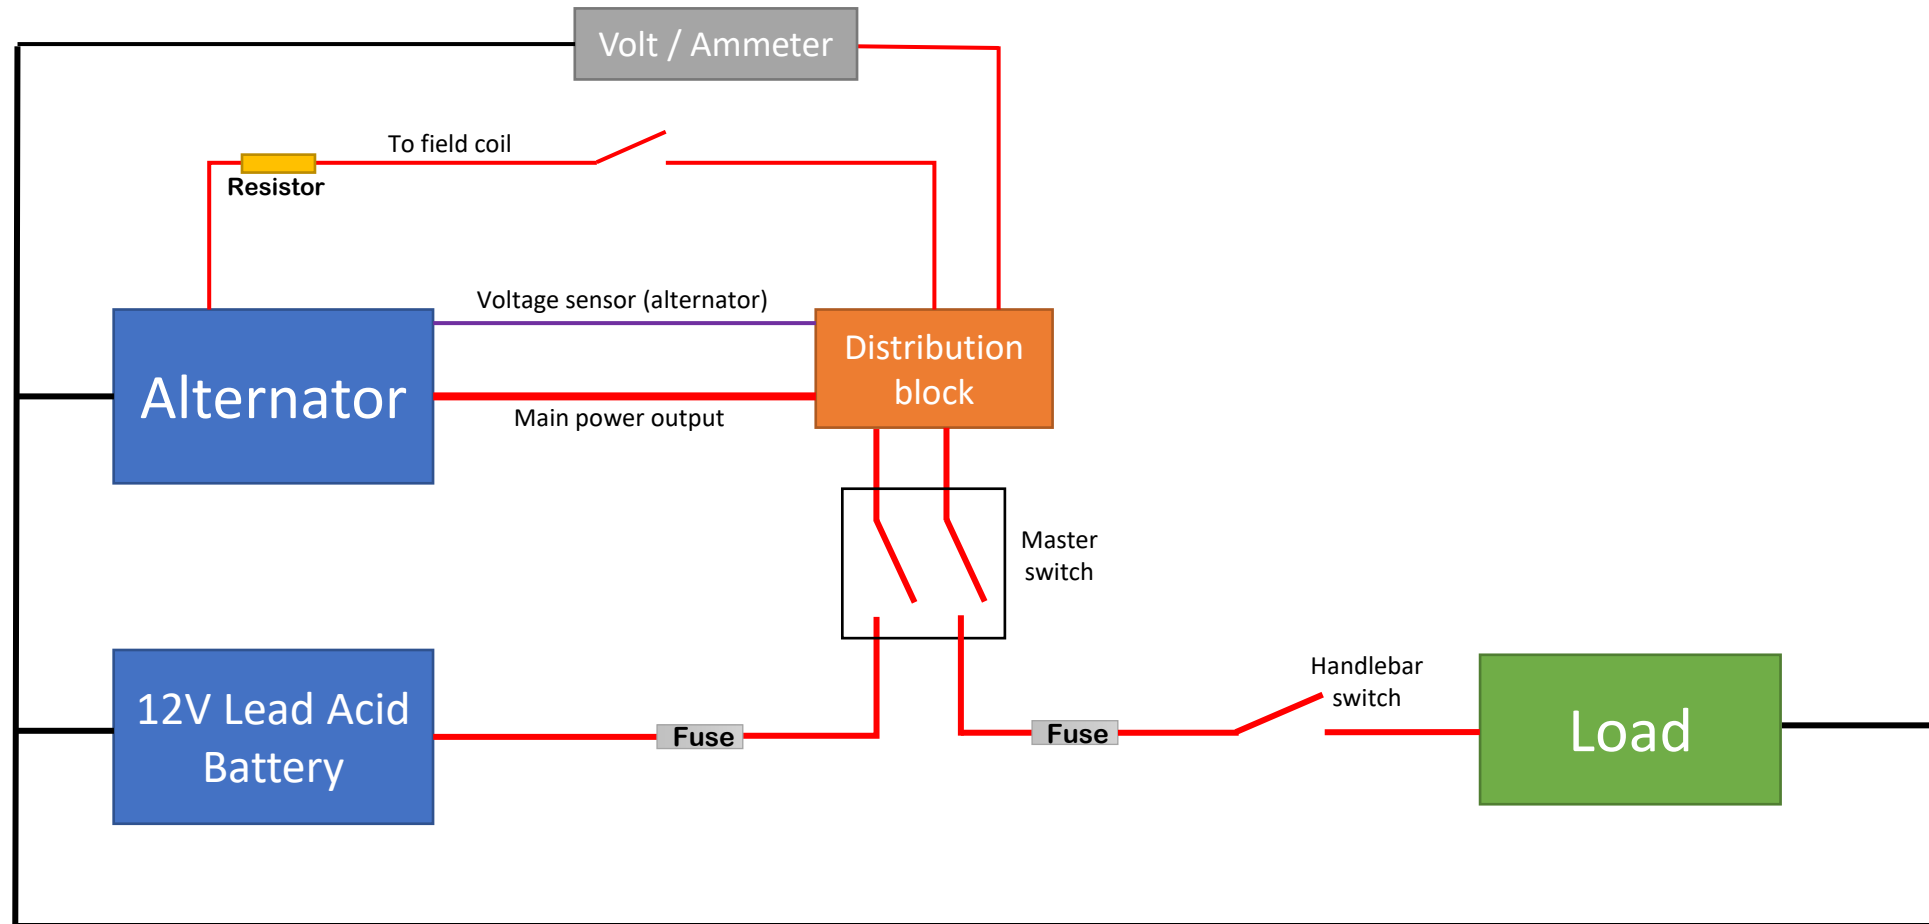 Volt / Ammeter
To field coil
Resistor
Voltage sensor (alternator)
Alternator
Main power output
Distribution
block
Master
switch
12V Lead Acid
Battery
Fuse
Fuse
Handlebar
switch
Load